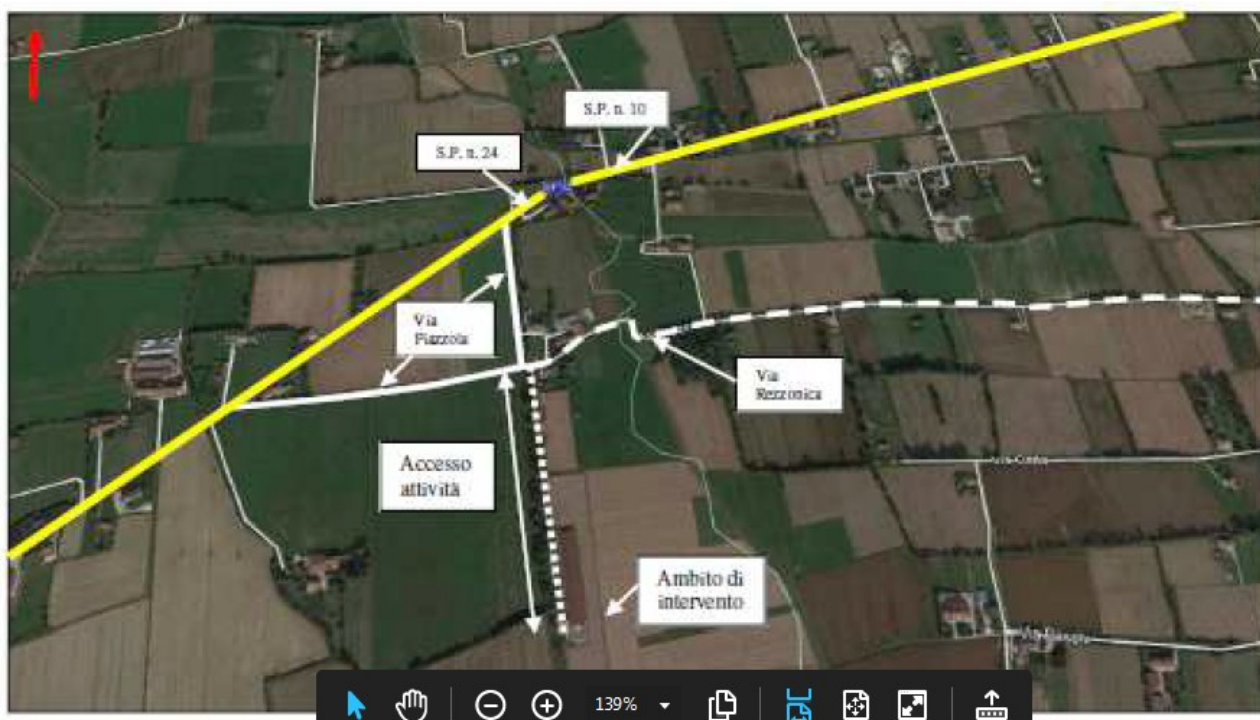 S.P. n. 10
S.P. n. 24
Via
Piazzola
Via
Rezzonica
Accesso
attività
Ambito di
intervento
139%